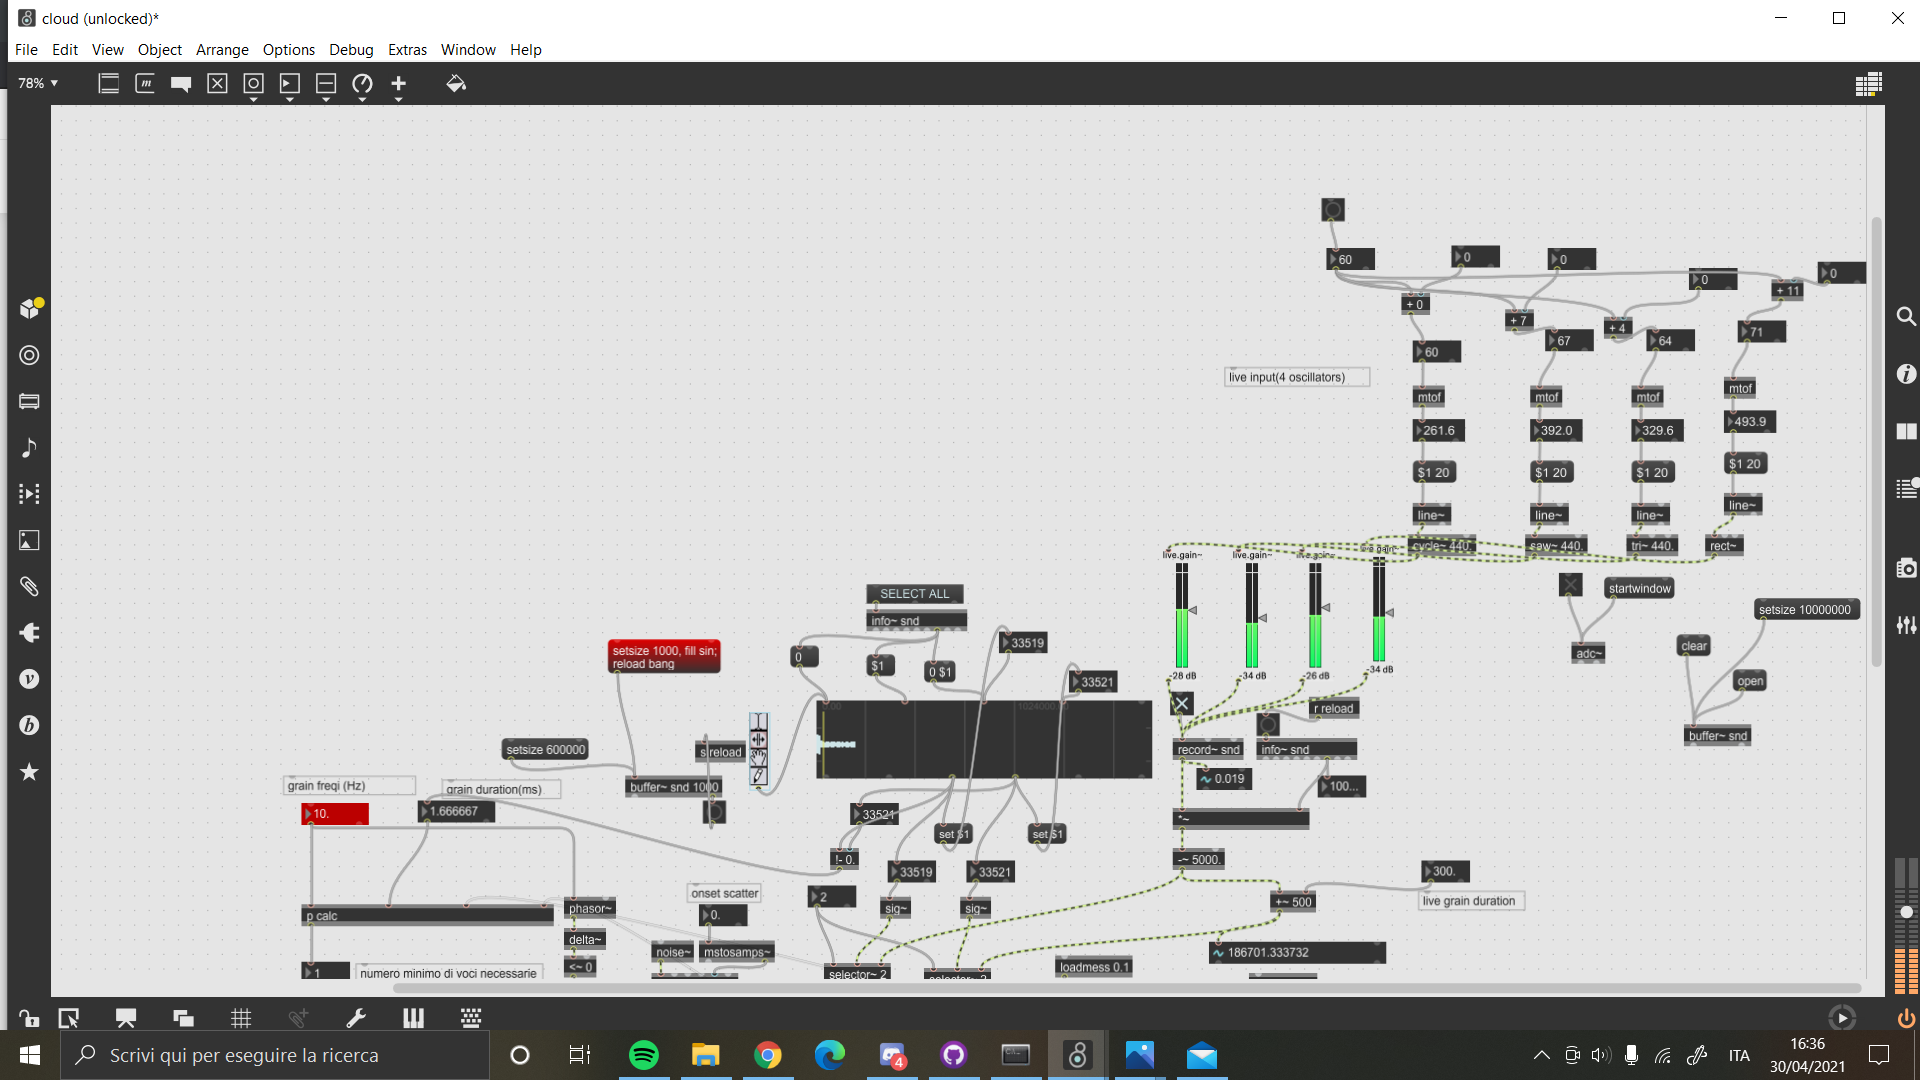 cloud (unlocked)*
File Edit View Object Arrange Options Debug Extras Window Help
78%
60
0
0
0
+ 11
0
+ 0
+ 7
+ 4
60
67
64
71
live input(4 oscillators)
mtof
mtof
mtof
mtof
261.6
392.0
329.6
493.9
$1 20
$1 20
$1 20
$1 20
line~
line~
line~
line~
cycle~ 440.
saw~ 440.
tri~ 440.
rect~
live.gain~
live.gain~
live.gain~
live.gain~
-28 dB
-34 dB
-26 dB
-34 dB
startwindow
adc~
setsize 10000000
clear
open
buffer~ snd
SELECT ALL
info~ snd
0
$1
0 $1
33519
33521
setsize 1000, fill sin;
reload bang
setsize 600000
s reload
buffer~ snd 1000
1024000.00
r reload
record~ snd
info~ snd
0.019
100...
*~
-~ 5000.
+~ 500
300.
live grain duration
186701.333732
loadmess 0.1
grain freqi (Hz)
10.
grain duration(ms)
1.666667
33521
set $1
set $1
!- 0.
33519
33521
2
sig~
sig~
selector~ 2
selector~ 2
onset scatter
0.
noise~
mstosamps~
phasor~
delta~
<~ 0
p calc
1
numero minimo di voci necessarie
Scrivi qui per eseguire la ricerca
4
ITA
16:36
30/04/2021